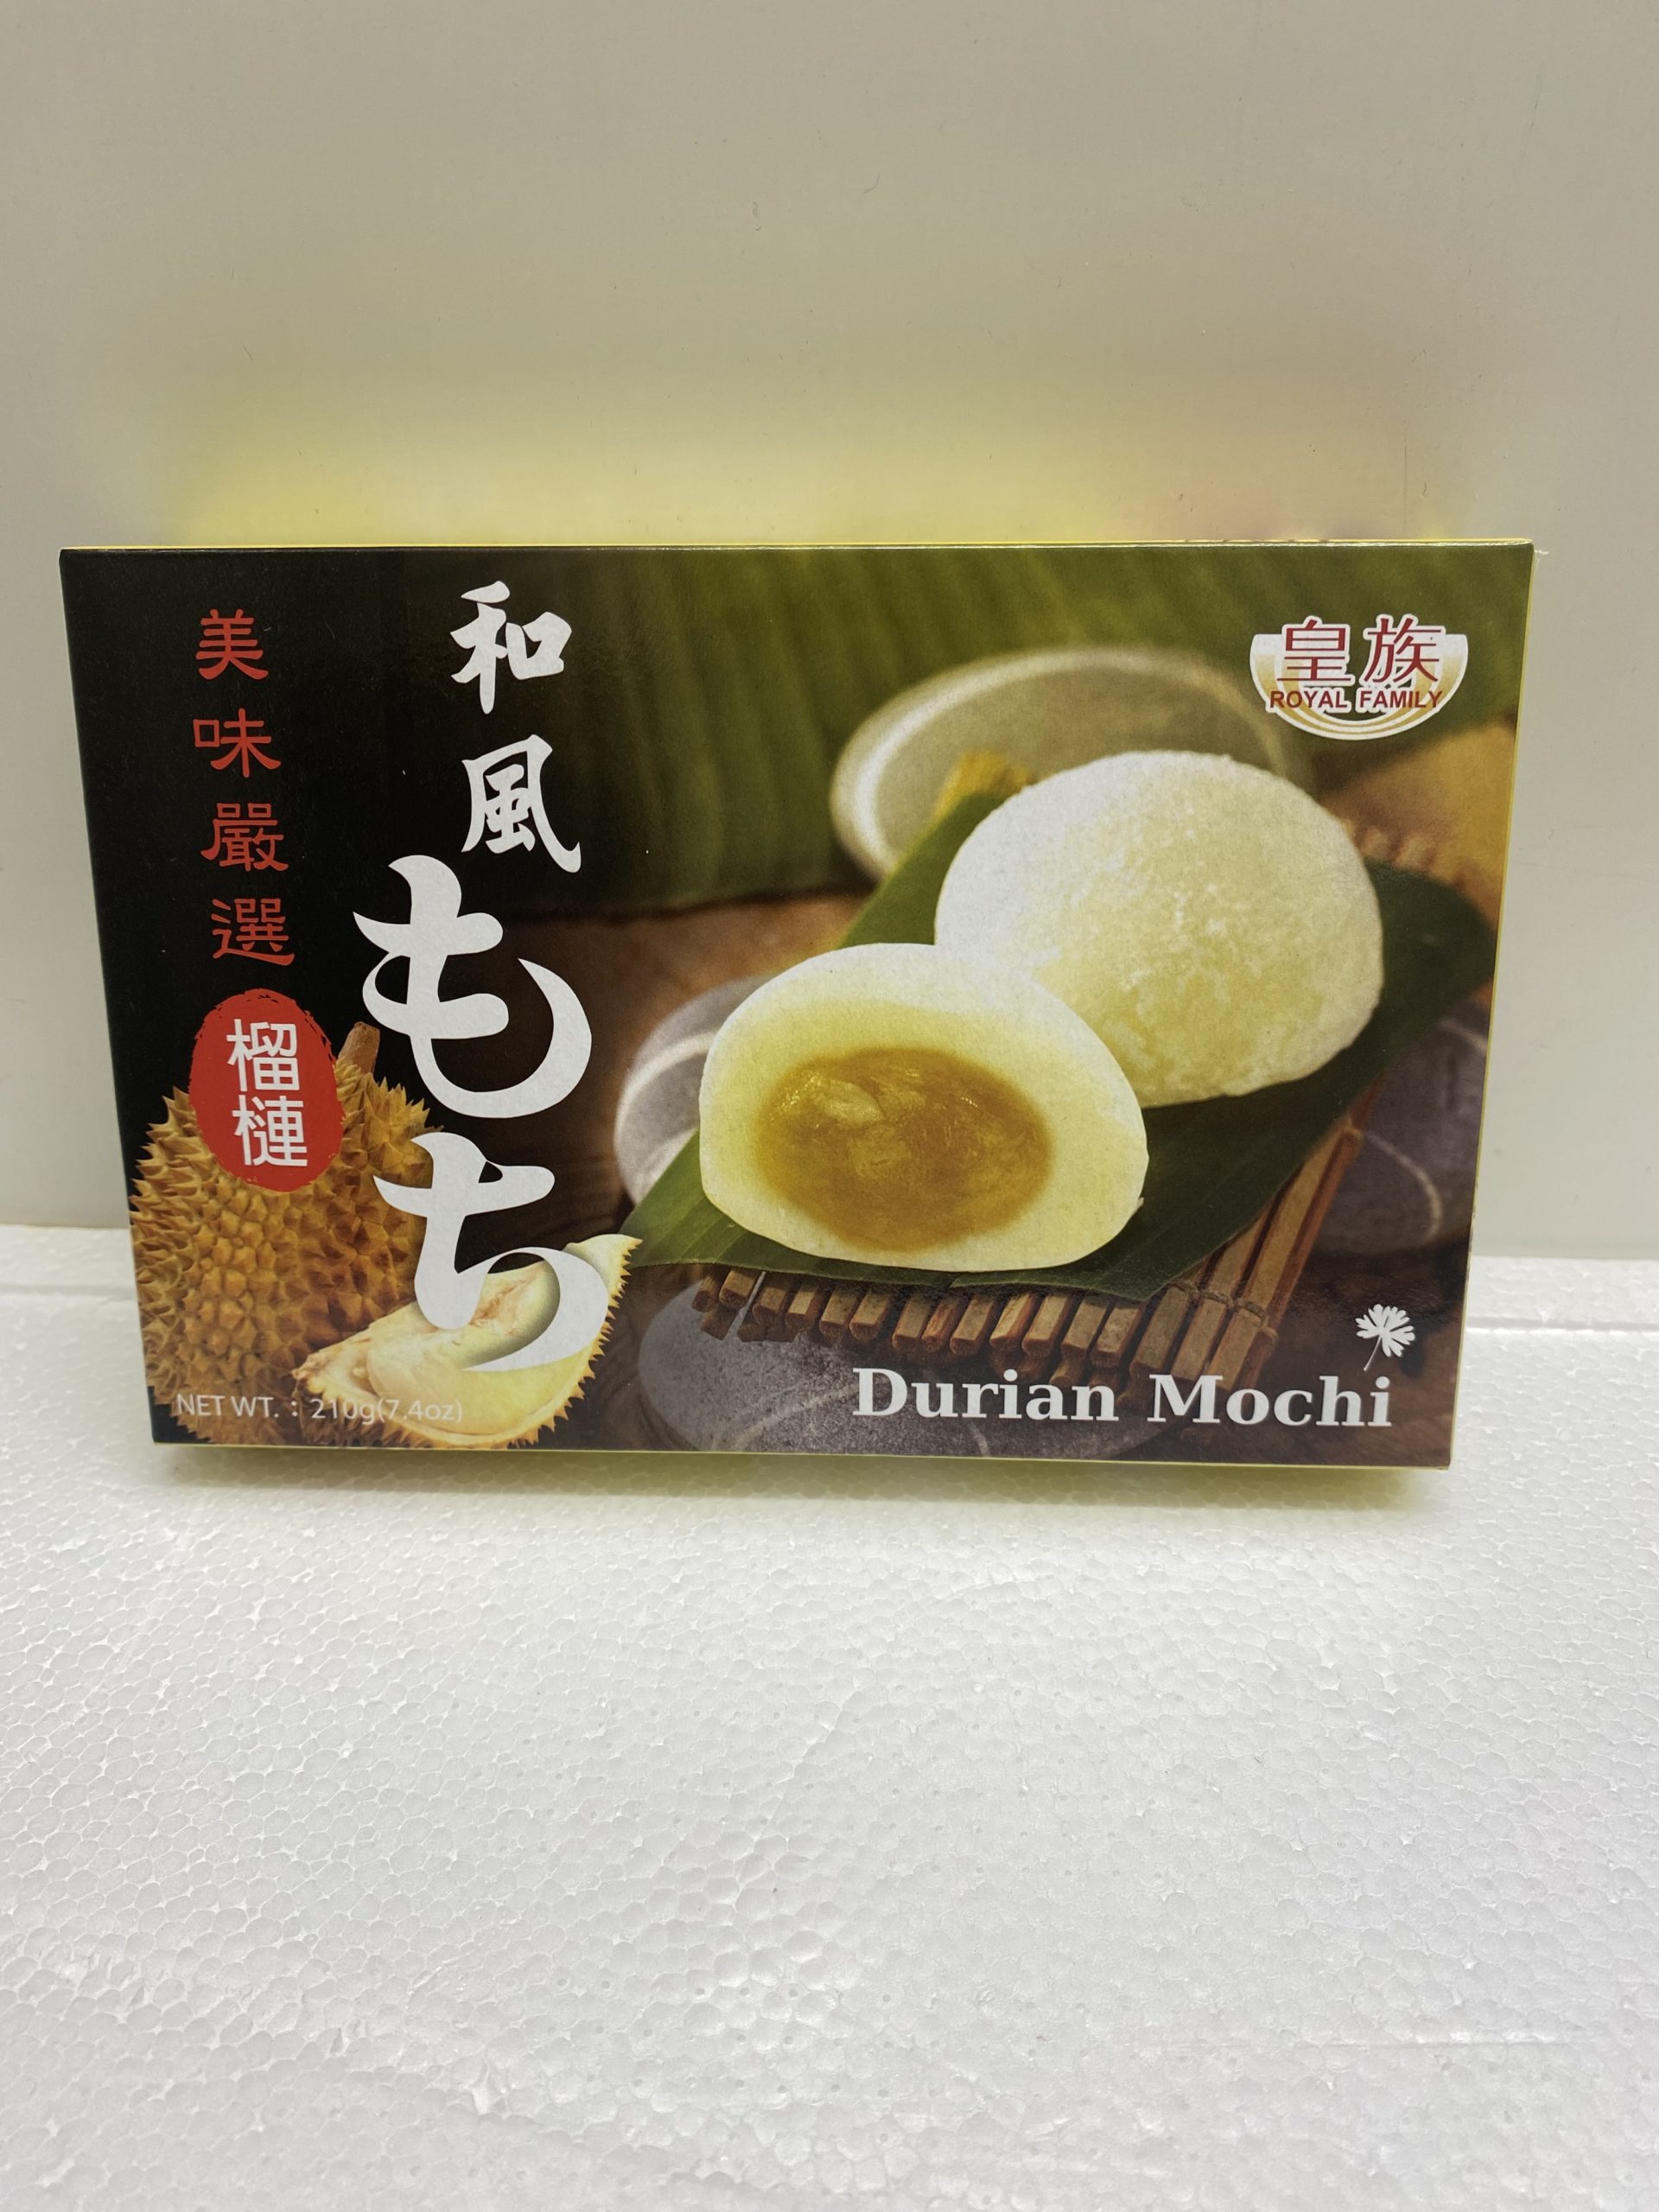 美味嚴選
榴槤
和風もち
皇族
ROYAL FAMILY
Durian Mochi
NET WT.：210g(7.4oz)